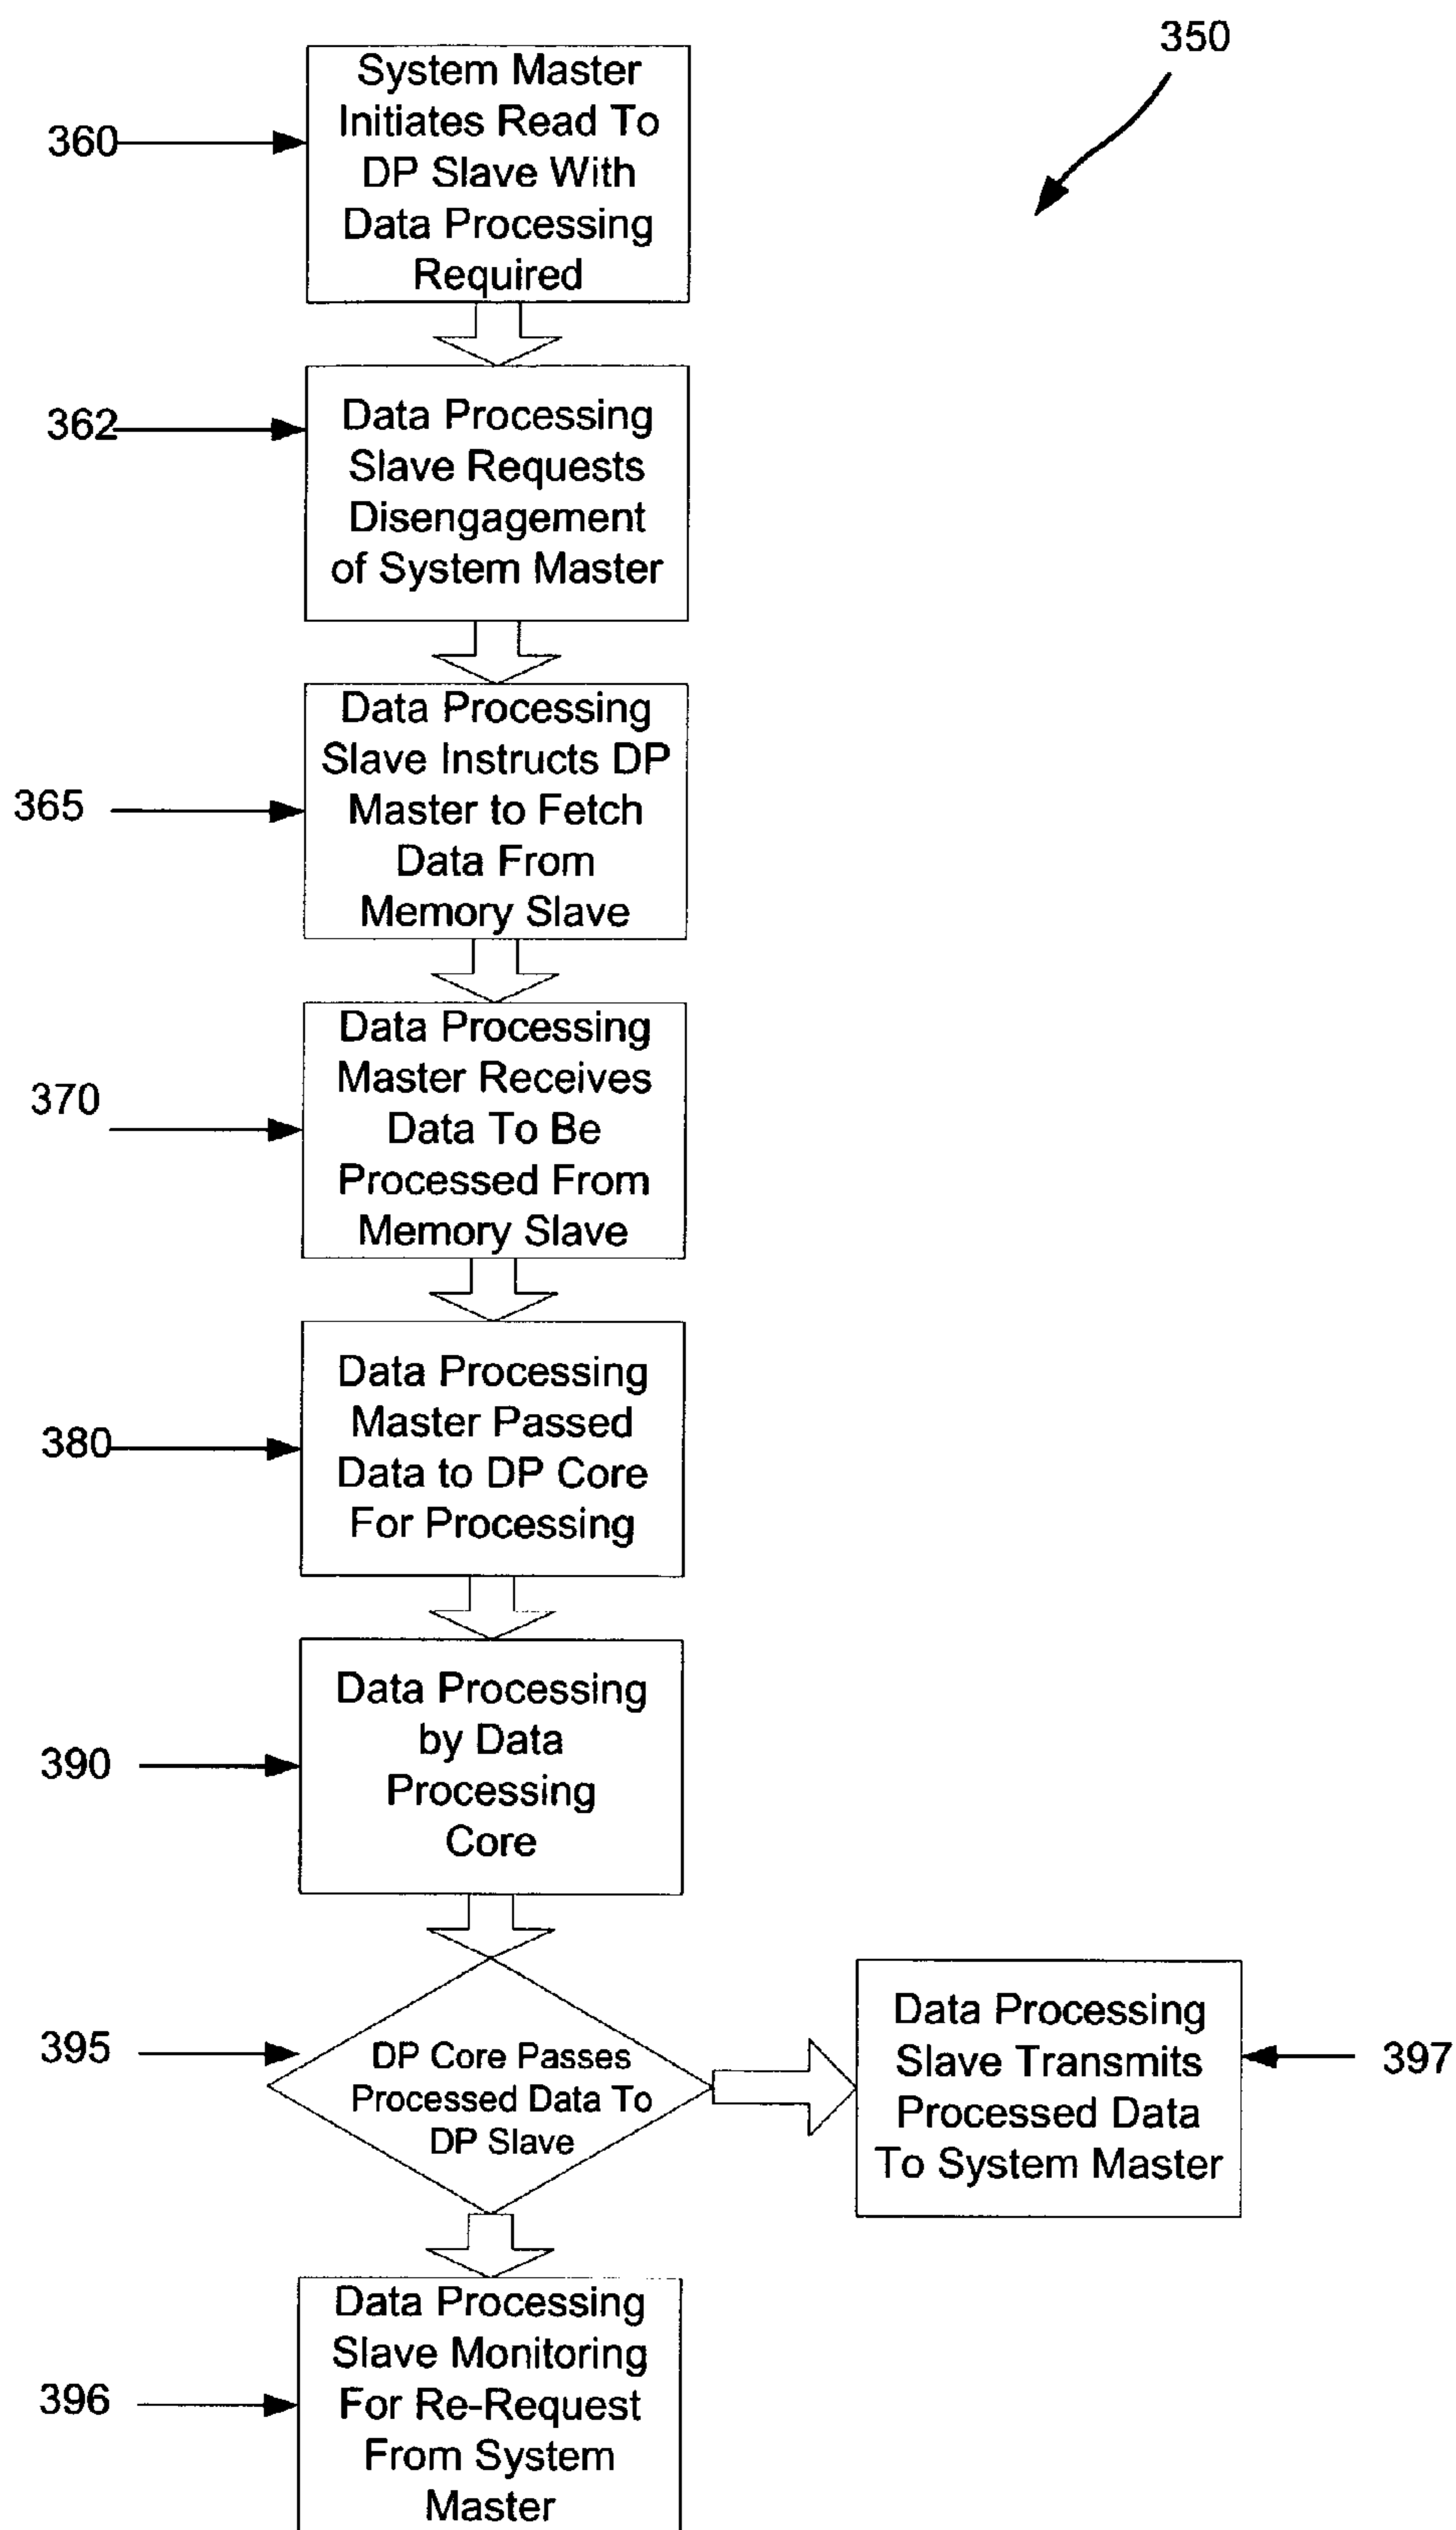 350
System Master
Initiates Read To
DP Slave With
Data Processing
Required
360
Data Processing
Slave Requests
Disengagement
of System Master
362
Data Processing
Slave Instructs DP
Master to Fetch
Data From
Memory Slave
365
Data Processing
Master Receives
Data To Be
Processed From
Memory Slave
370
Data Processing
Master Passed
Data to DP Core
For Processing
380
Data Processing
by Data
Processing
Core
390
DP Core Passes
Processed Data To
DP Slave
395
Data Processing
Slave Transmits
Processed Data
To System Master
397
Data Processing
Slave Monitoring
For Re-Request
From System
Master
396